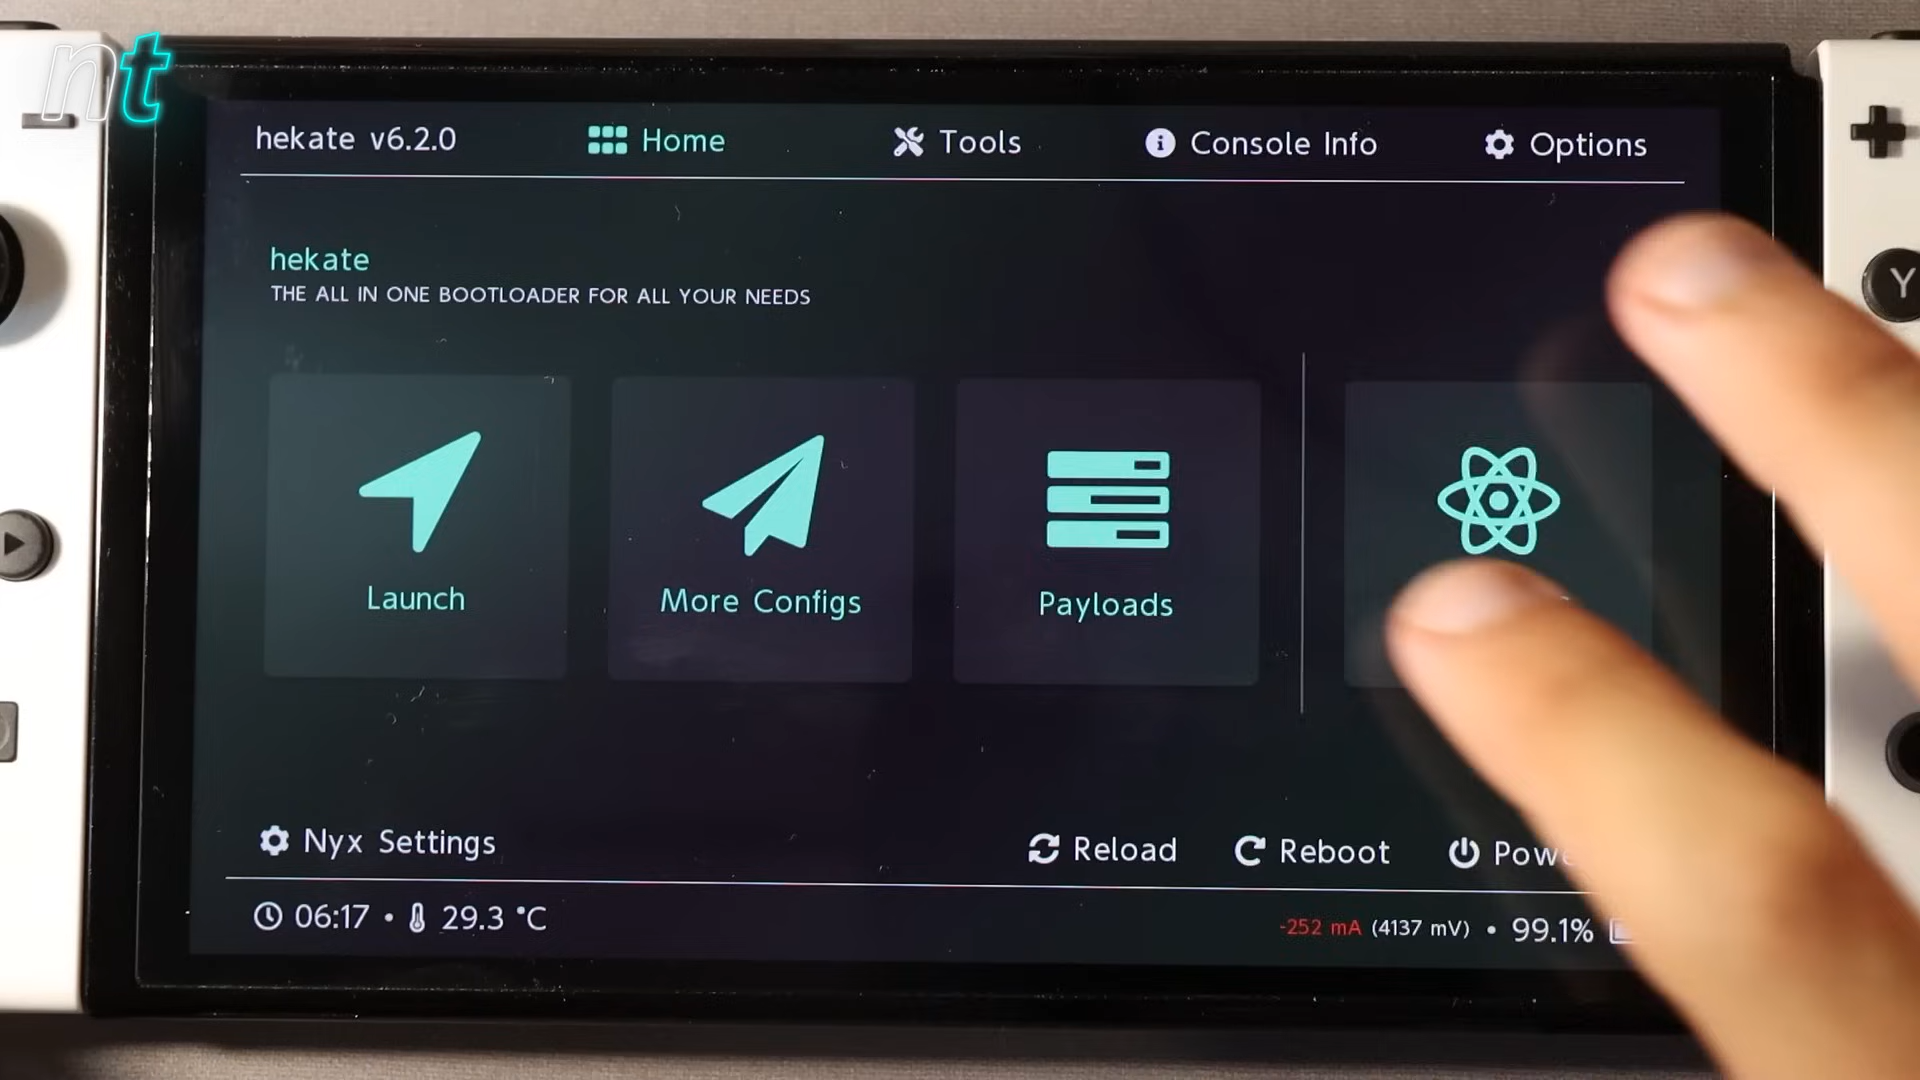 nt
hekate v6.2.0 Home Tools Console Info Options
hekate
THE ALL IN ONE BOOTLOADER FOR ALL YOUR NEEDS
Launch More Configs Payloads
Nyx Settings Reload Reboot
06:17 • 29.3 °C -252 mA (4137 mV) • 99.1%
Y